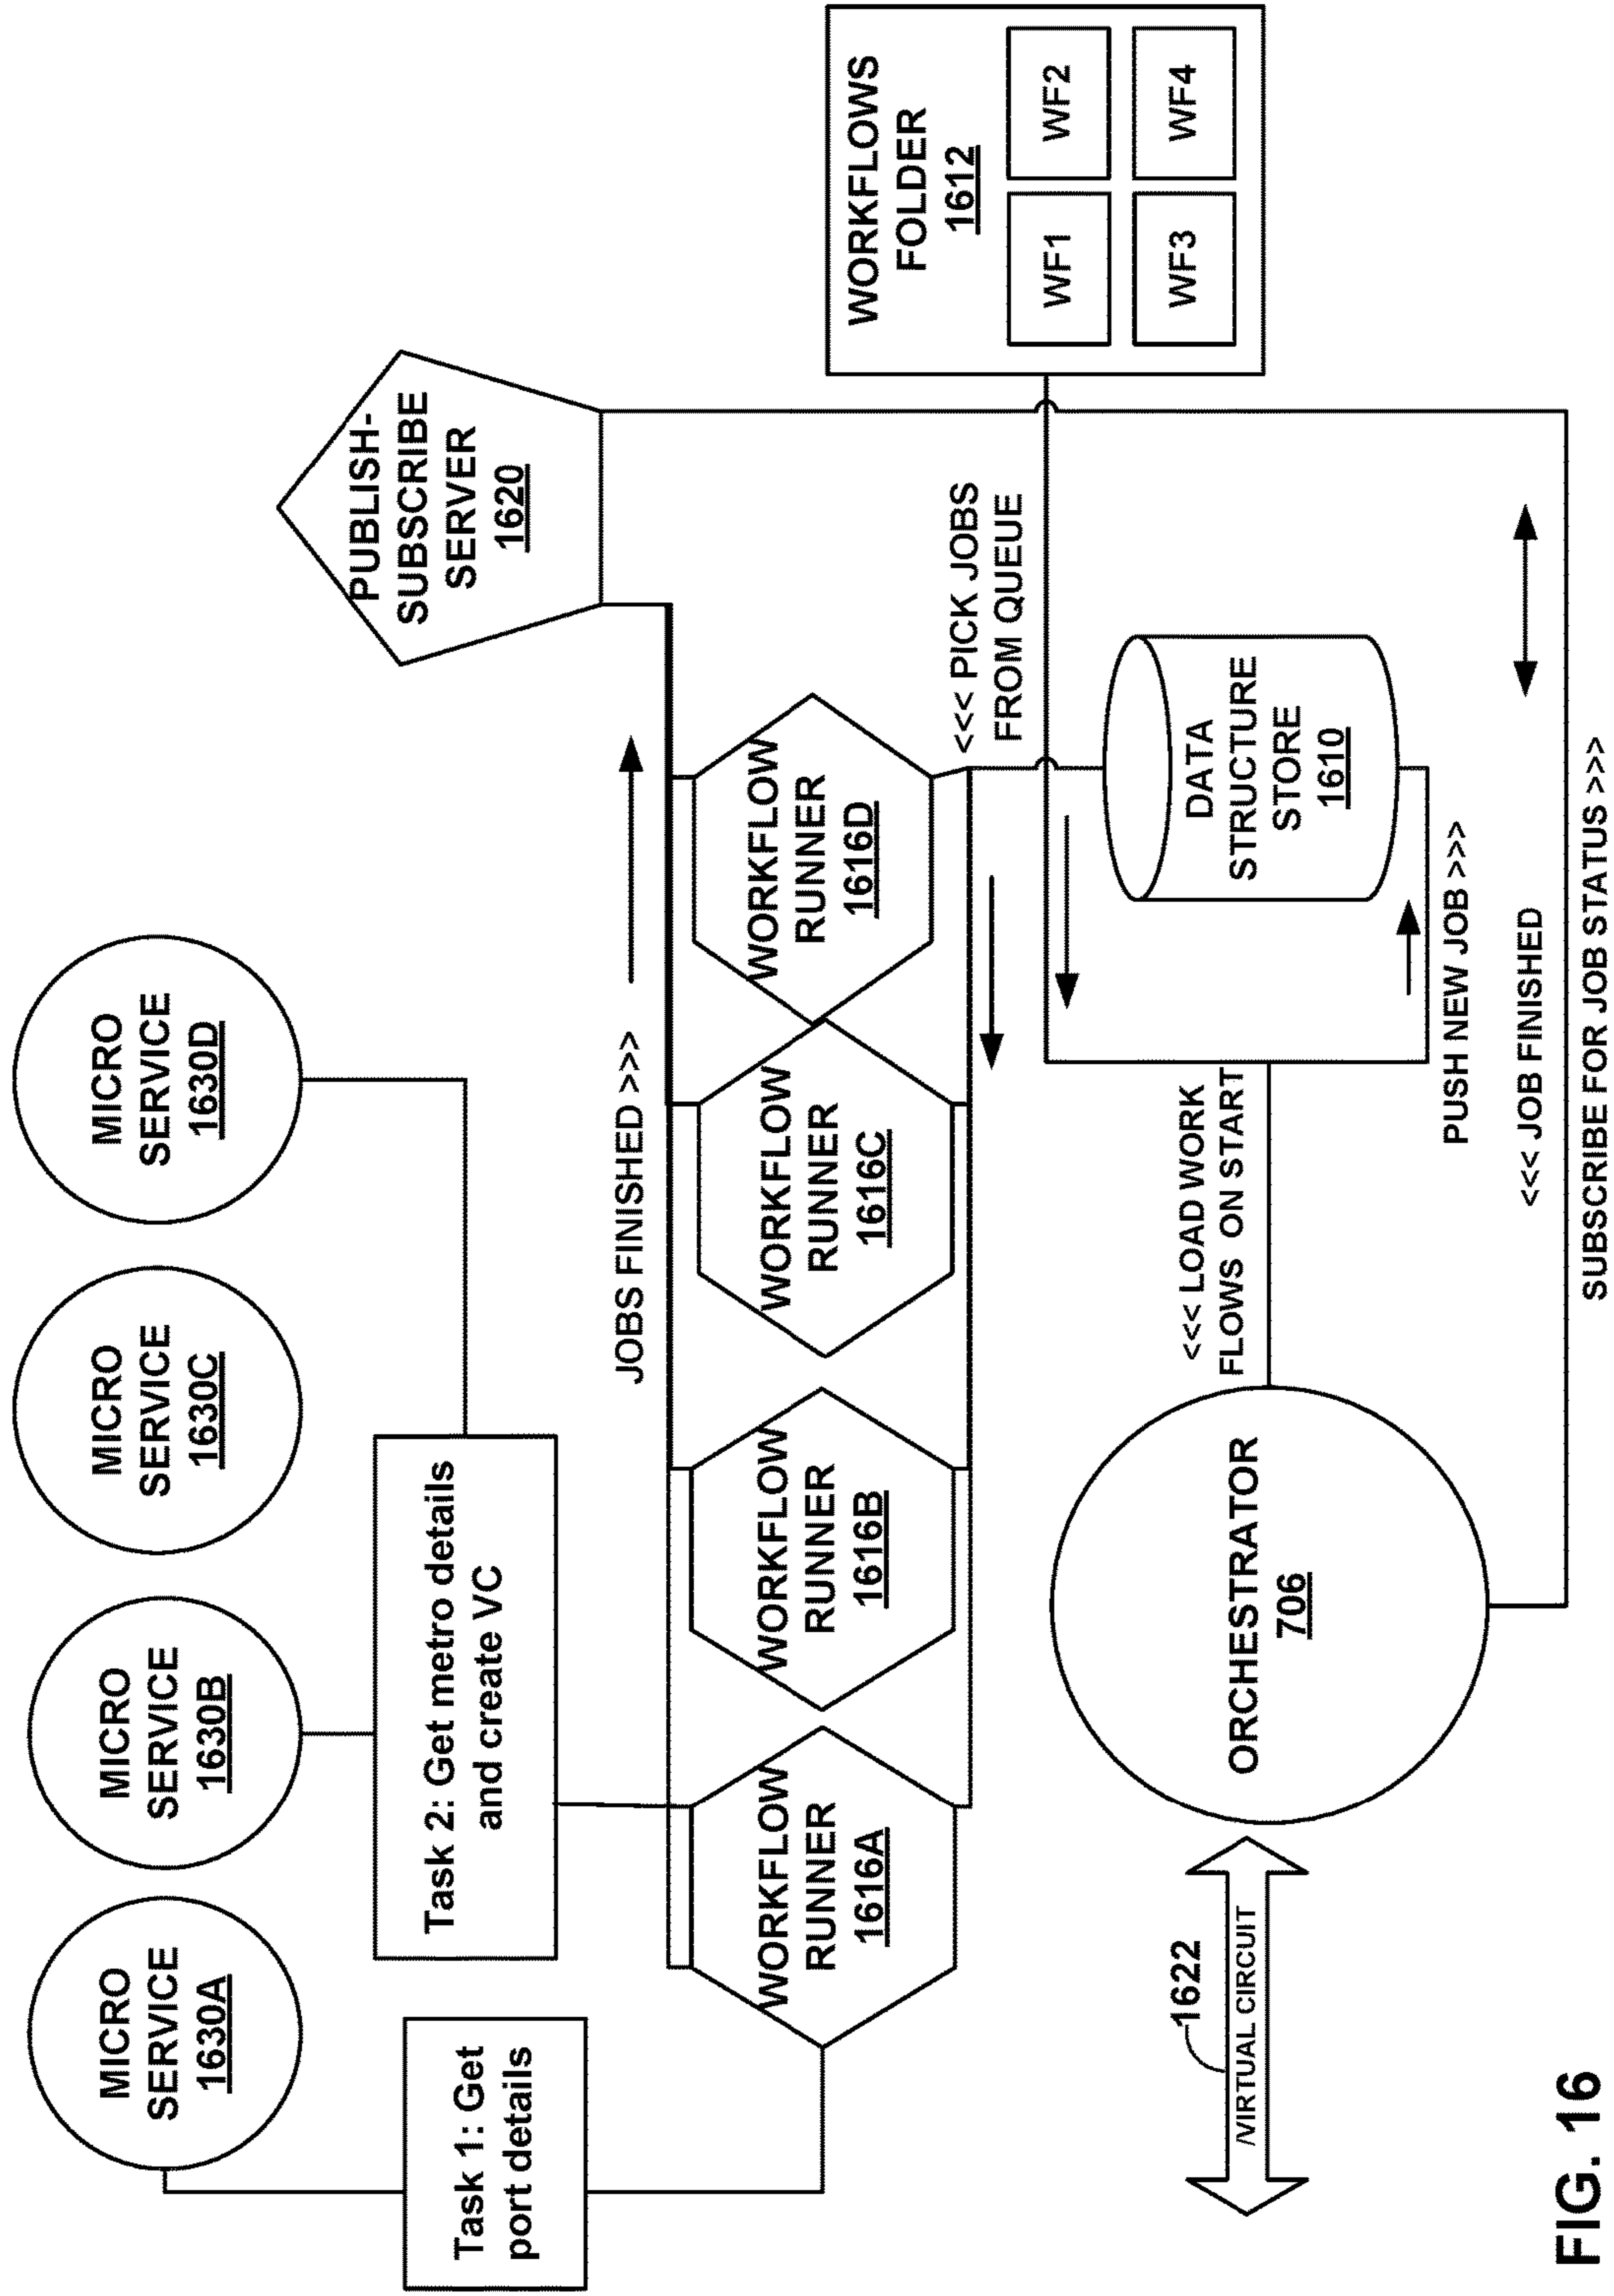 MICRO
SERVICE
1630A
MICRO
SERVICE
1630B
MICRO
SERVICE
1630C
MICRO
SERVICE
1630D
Task 1: Get
port details
Task 2: Get metro details
and create VC
PUBLISH-
SUBSCRIBE
SERVER
1620
JOBS FINISHED >>>
WORKFLOW
RUNNER
1616A
WORKFLOW
RUNNER
1616B
WORKFLOW
RUNNER
1616C
WORKFLOW
RUNNER
1616D
<<< PICK JOBS
FROM QUEUE
WORKFLOWS
FOLDER
1612
WF1
WF2
WF3
WF4
1622
/VIRTUAL CIRCUIT
ORCHESTRATOR
706
<<< LOAD WORK
FLOWS ON START
DATA
STRUCTURE
STORE
1610
PUSH NEW JOB >>>
<<< JOB FINISHED
SUBSCRIBE FOR JOB STATUS >>>
FIG. 16